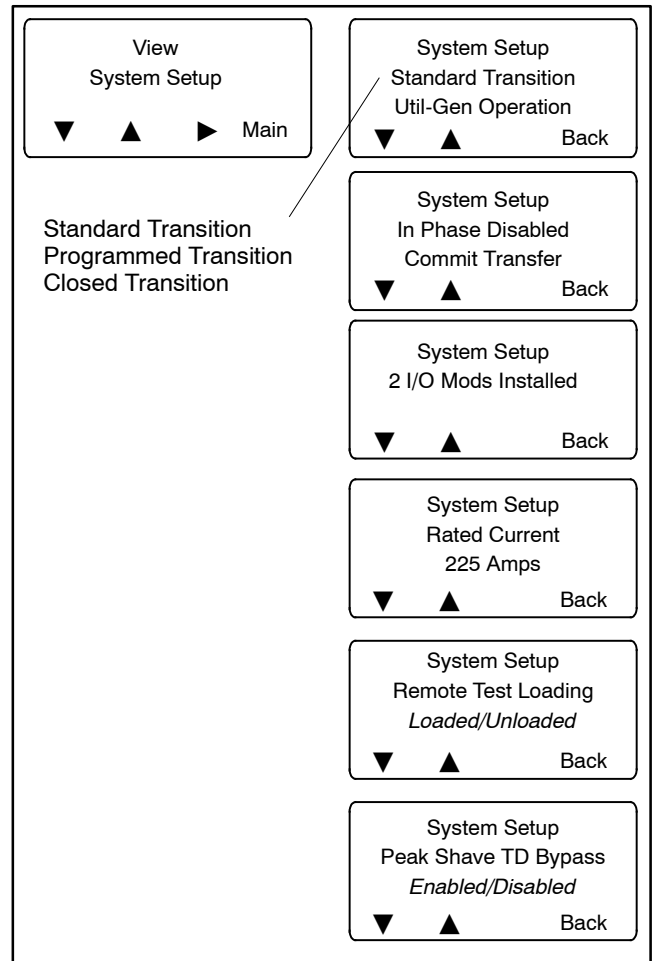 View
System Setup
▼ ▲ ► Main
Standard Transition
Programmed Transition
Closed Transition
System Setup
Standard Transition
Util-Gen Operation
▼ ▲ Back
System Setup
In Phase Disabled
Commit Transfer
▼ ▲ Back
System Setup
2 I/O Mods Installed
▼ ▲ Back
System Setup
Rated Current
225 Amps
▼ ▲ Back
System Setup
Remote Test Loading
Loaded/Unloaded
▼ ▲ Back
System Setup
Peak Shave TD Bypass
Enabled/Disabled
▼ ▲ Back